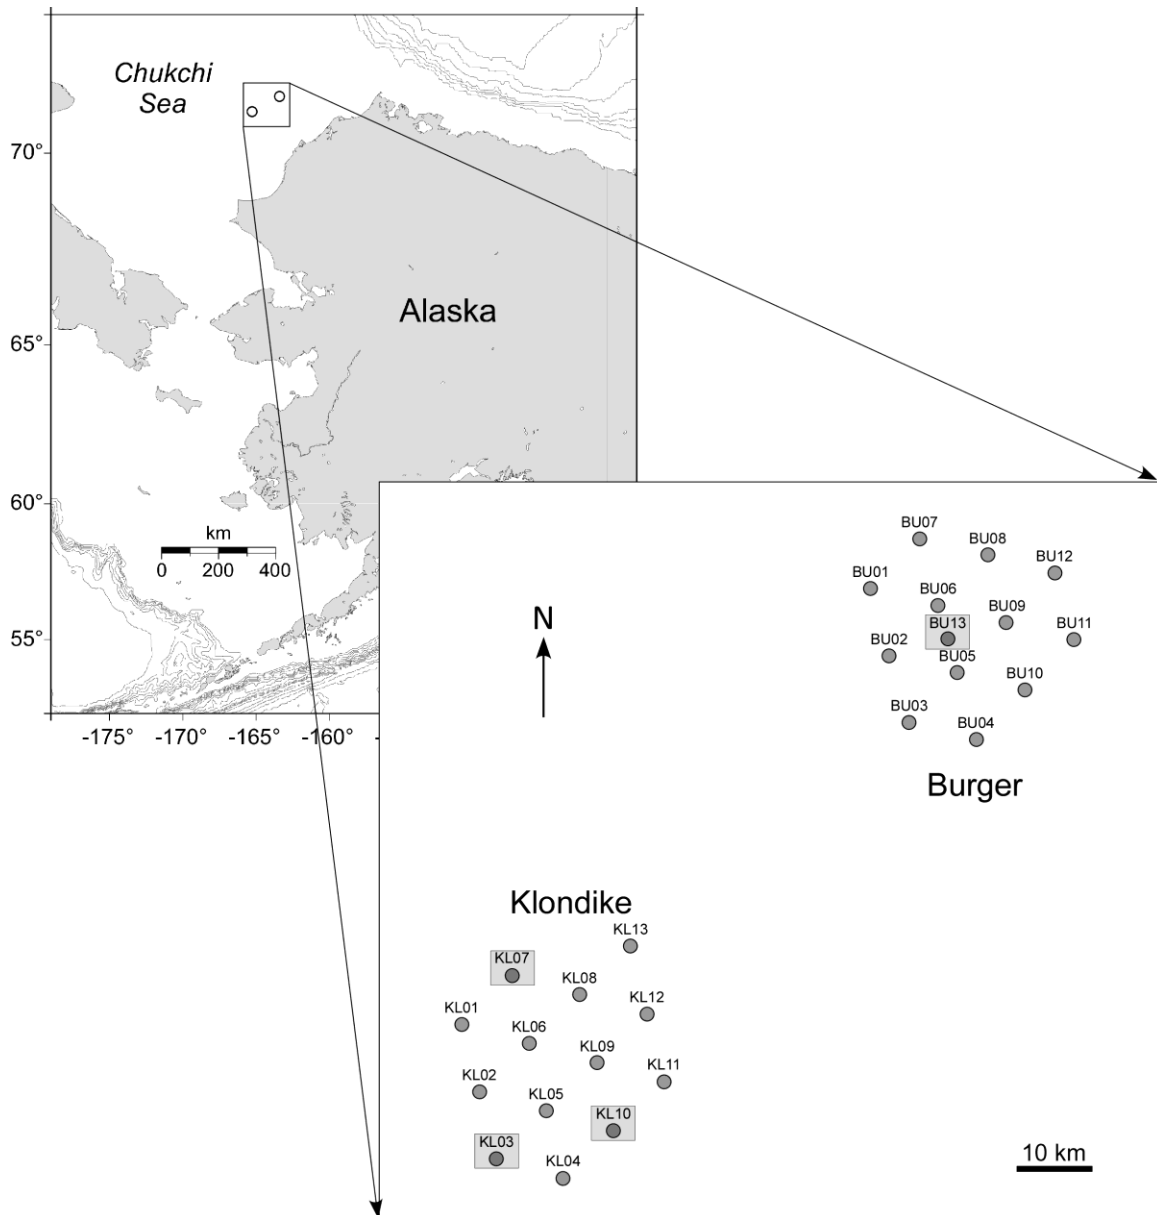 Chukchi
Sea
70°
Alaska
65°
60°
km
0 200 400
55°
-175° -170° -165° -160°
N
BU07
BU08
BU12
BU01
BU06
BU09
BU13
BU11
BU02
BU05
BU10
BU03
BU04
Burger
Klondike
KL13
KL07
KL08
KL01
KL12
KL06
KL09
KL11
KL02
KL05
KL10
KL03
KL04
10 km